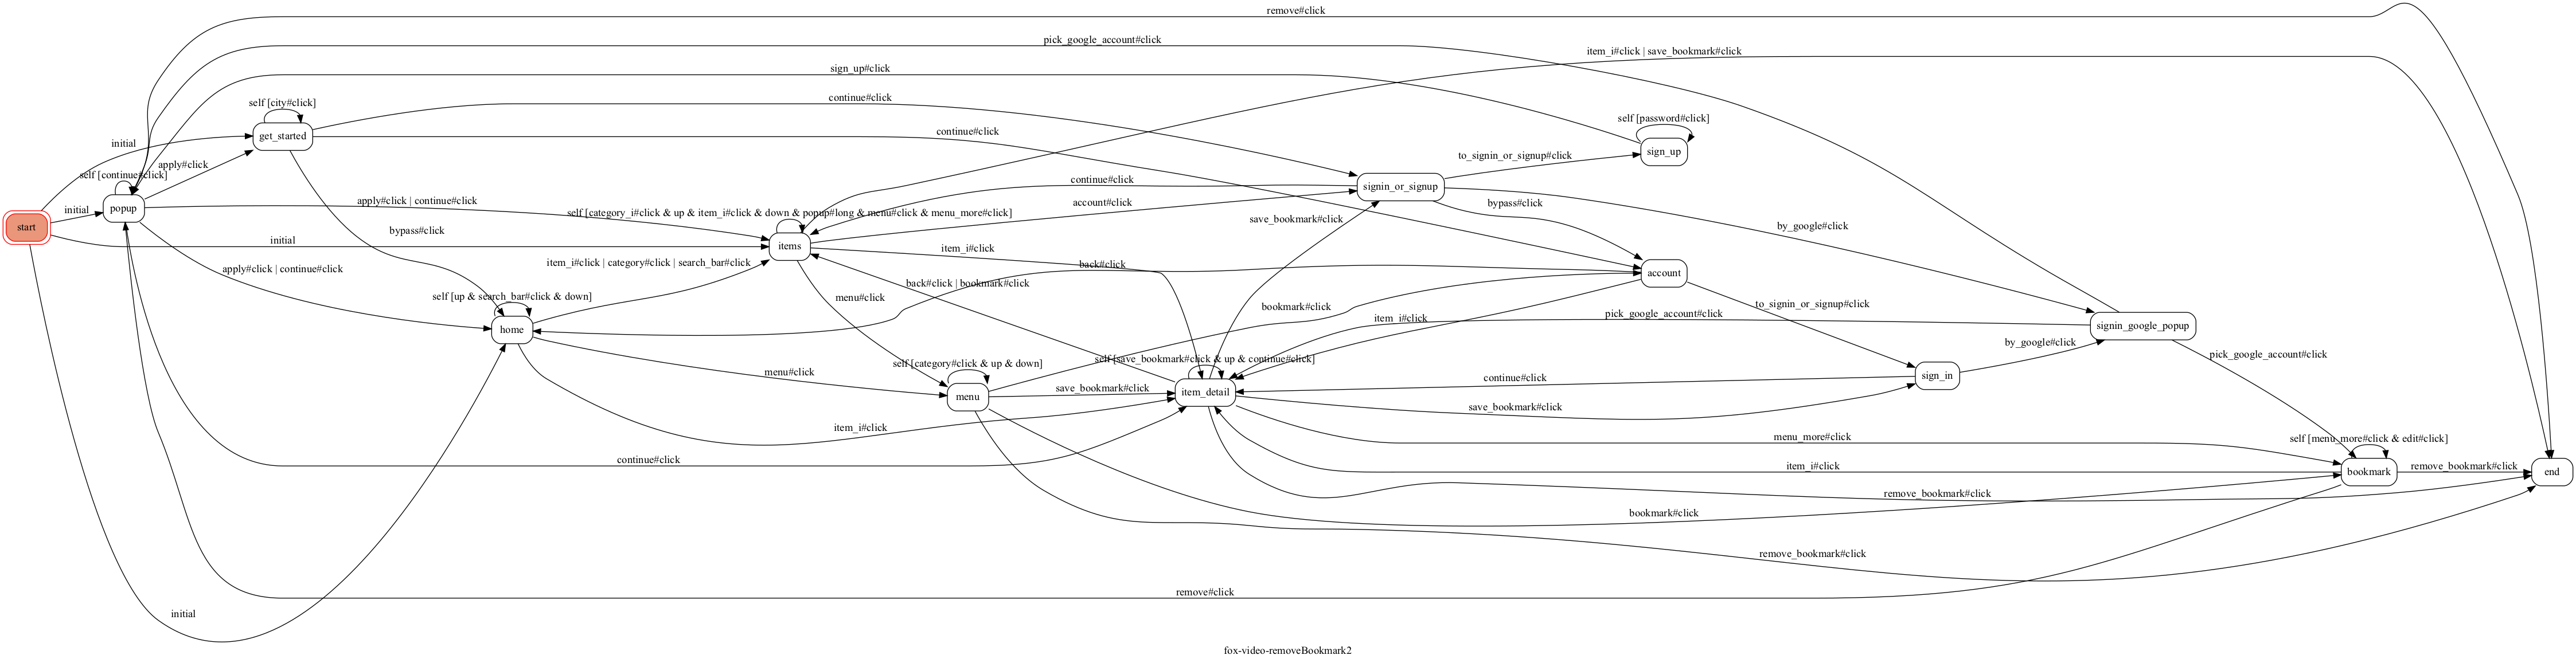 remove#click
pick_google_account#click
item_i#click | save_bookmark#click
sign_up#click
continue#click
self [city#click]
get_started
continue#click
self [password#click]
sign_up
initial
apply#click
to_signin_or_signup#click
self [continue#click]
popup
initial
start
apply#click | continue#click
continue#click
signin_or_signup
account#click
bypass#click
self [category_i#click & up & item_i#click & down & popup#long & menu#click & menu_more#click]
items
initial
bypass#click
save_bookmark#click
by_google#click
item_i#click
back#click
account
apply#click | continue#click
item_i#click | category#click | search_bar#click
back#click | bookmark#click
menu#click
self [up & search_bar#click & down]
home
bookmark#click
to_signin_or_signup#click
item_i#click
pick_google_account#click
signin_google_popup
by_google#click
pick_google_account#click
menu#click
self [category#click & up & down]
menu
self [save_bookmark#click & up & continue#click]
item_detail
save_bookmark#click
continue#click
sign_in
save_bookmark#click
item_i#click
menu_more#click
self [menu_more#click & edit#click]
bookmark
continue#click
item_i#click
remove_bookmark#click
end
remove_bookmark#click
bookmark#click
remove_bookmark#click
remove#click
initial
fox-video-removeBookmark2